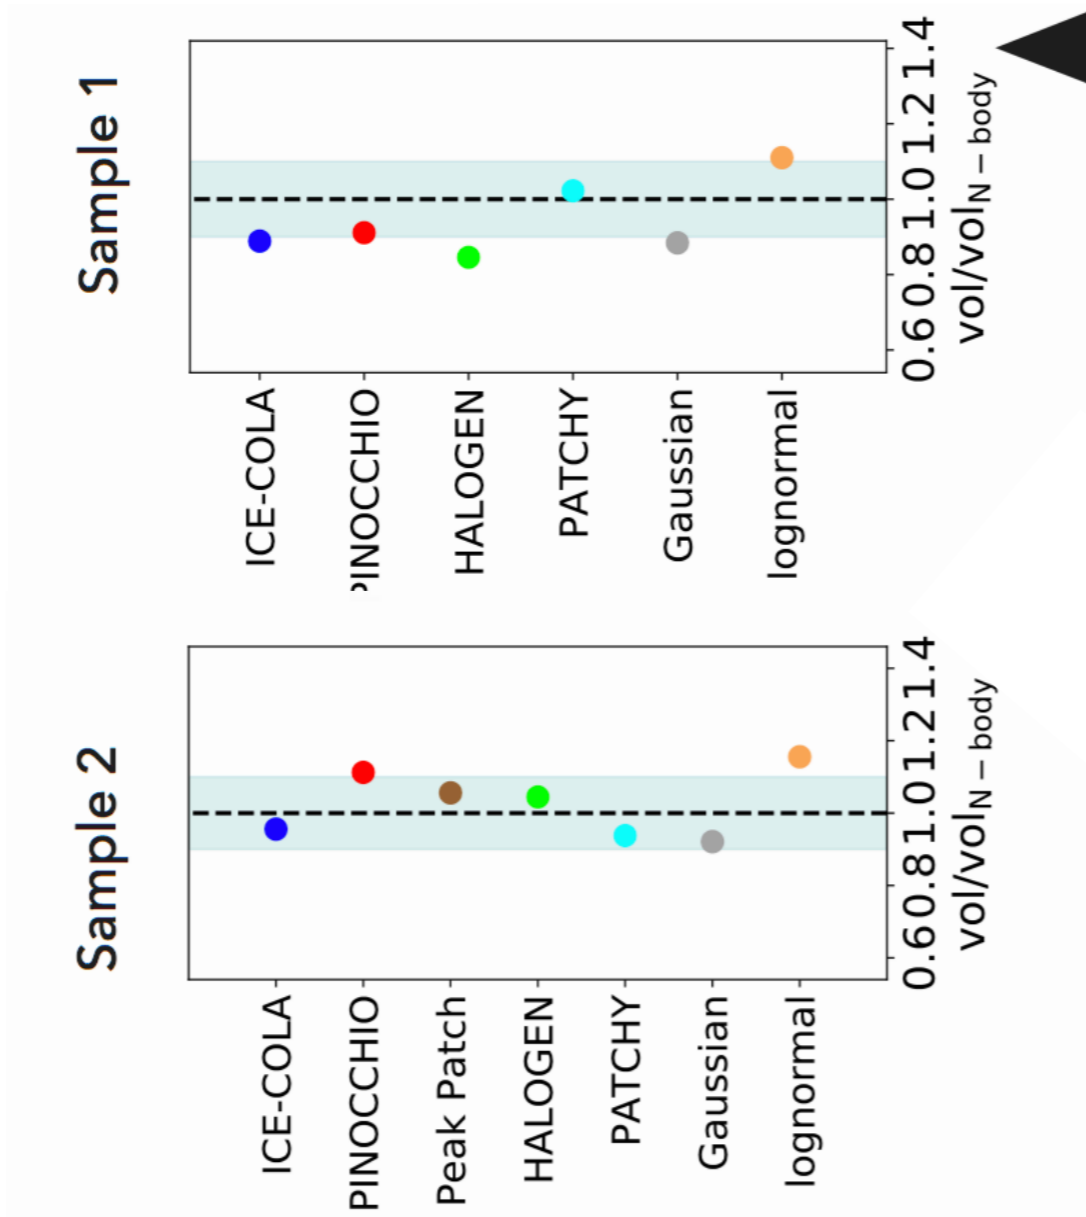 Sample 1
ICE-COLA
PINOCCHIO
HALOGEN
PATCHY
Gaussian
lognormal
0.6 0.8 1.0 1.2 1.4
vol/vol N − body
Sample 2
ICE-COLA
PINOCCHIO
Peak Patch
HALOGEN
PATCHY
Gaussian
lognormal
0.6 0.8 1.0 1.2 1.4
vol/vol N − body